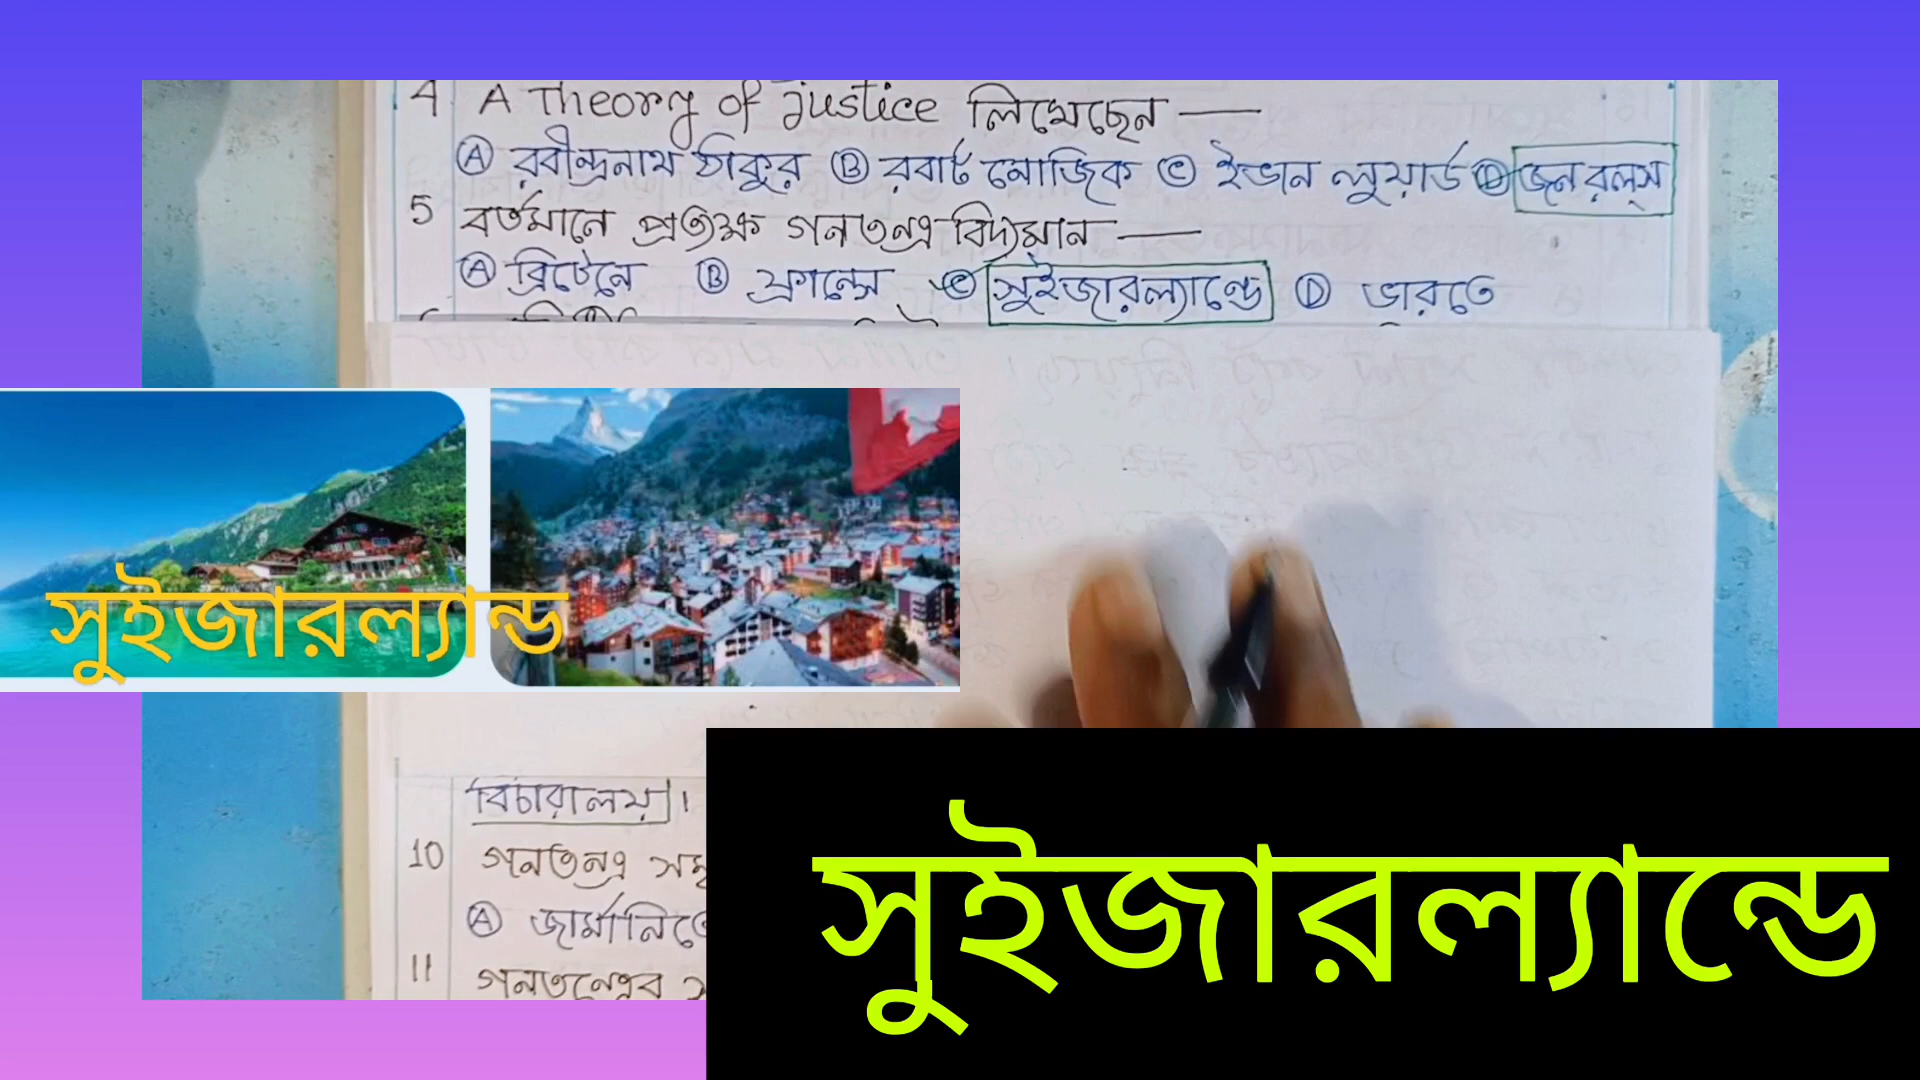 4 A Theory of justice লিখেছেন —
Ⓐ রবীন্দ্রনাথ ঠাকুর Ⓑ রবার্ট নোজিক Ⓒ ইভান লুয়ার্ড Ⓓ জন রলস্
5 বর্তমানে প্রত্যক্ষ গনতন্ত্র বিদ্যমান —
Ⓐ ব্রিটেনে Ⓑ ফ্রান্সে Ⓒ সুইজারল্যান্ডে Ⓓ ভারতে
সুইজারল্যান্ড
বিচারালয়।
10 গনতন্ত্র
Ⓐ জার্মানিতে
11 গনতন্ত্রের
সুইজারল্যান্ডে